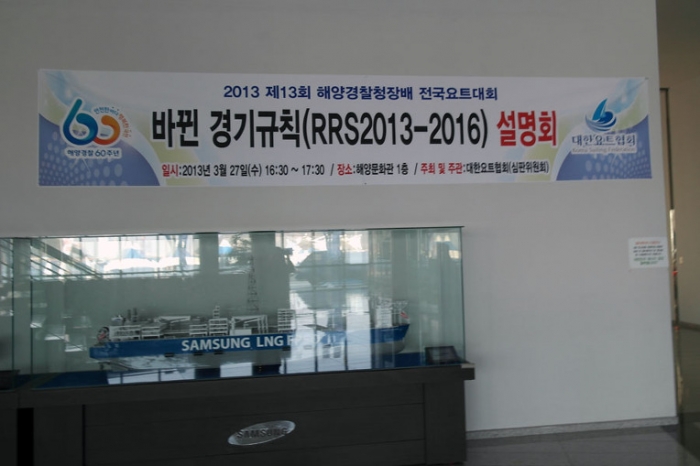 2013 제13회 해양경찰청장배 전국요트대회
바뀐 경기규칙(RRS2013-2016) 설명회
일시:2013년 3월 27일(수) 16:30 ~ 17:30 / 장소:해양문화관 1층 / 주최 및 주관:대한요트협회(심판위원회)
60
해양경찰 60주년
대한요트협회
Korea Sailing Federation
SAMSUNG LNG
SAMSUNG